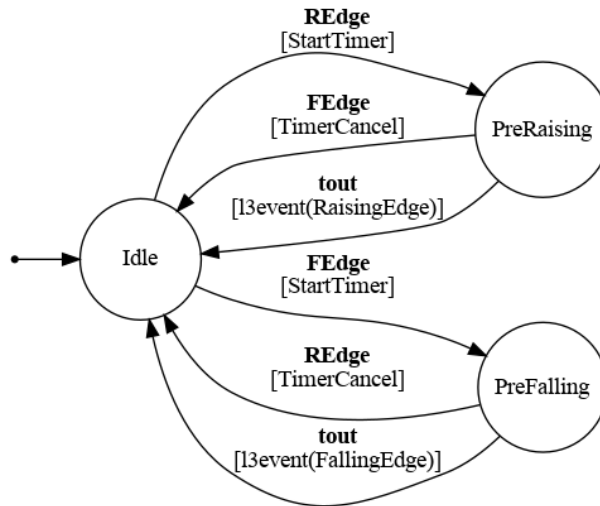 REdge
[StartTimer]
FEdge
[TimerCancel]
PreRaising
tout
[l3event(RaisingEdge)]
Idle
FEdge
[StartTimer]
REdge
[TimerCancel]
PreFalling
tout
[l3event(FallingEdge)]